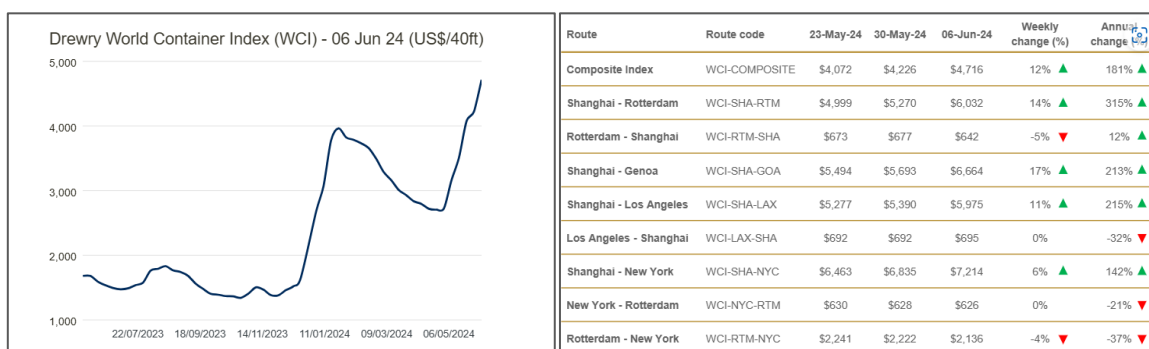 Drewry World Container Index (WCI) - 06 Jun 24 (US$/40ft)
5,000
4,000
3,000
2,000
1,000
22/07/2023 18/09/2023 14/11/2023 11/01/2024 09/03/2024 06/05/2024
Route Route code 23-May-24 30-May-24 06-Jun-24 Weekly change (%) Annual change (%)
Composite Index WCI-COMPOSITE $4,072 $4,226 $4,716 12% ▲ 181% ▲
Shanghai - Rotterdam WCI-SHA-RTM $4,999 $5,270 $6,032 14% ▲ 315% ▲
Rotterdam - Shanghai WCI-RTM-SHA $673 $677 $642 -5% ▼ 12% ▲
Shanghai - Genoa WCI-SHA-GOA $5,494 $5,693 $6,664 17% ▲ 213% ▲
Shanghai - Los Angeles WCI-SHA-LAX $5,277 $5,390 $5,975 11% ▲ 215% ▲
Los Angeles - Shanghai WCI-LAX-SHA $692 $692 $695 0% -32% ▼
Shanghai - New York WCI-SHA-NYC $6,463 $6,835 $7,214 6% ▲ 142% ▲
New York - Rotterdam WCI-NYC-RTM $630 $628 $626 0% -21% ▼
Rotterdam - New York WCI-RTM-NYC $2,241 $2,222 $2,136 -4% ▼ -37% ▼